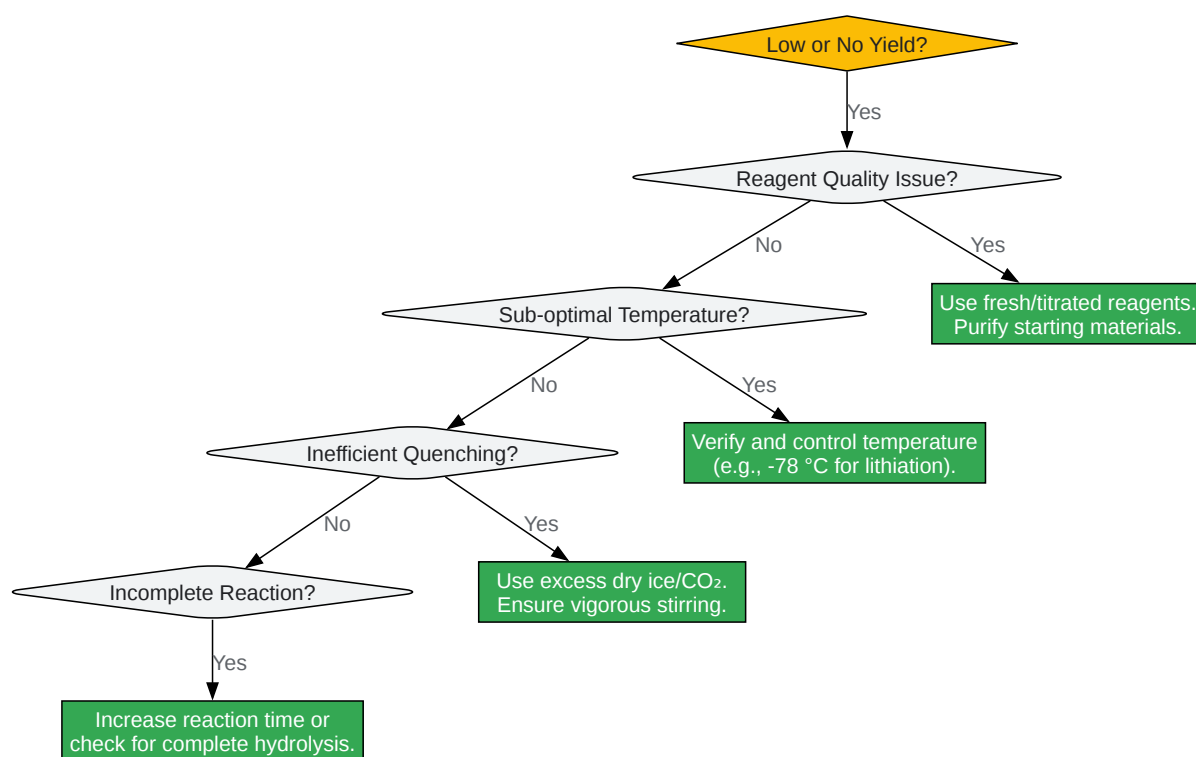 Low or No Yield?
Yes
Reagent Quality Issue?
No
Yes
Sub-optimal Temperature?
Use fresh/titrated reagents.
Purify starting materials.
No
Yes
Inefficient Quenching?
Verify and control temperature
(e.g., -78 °C for lithiation).
No
Yes
Incomplete Reaction?
Use excess dry ice/CO₂.
Ensure vigorous stirring.
Yes
Increase reaction time or
check for complete hydrolysis.